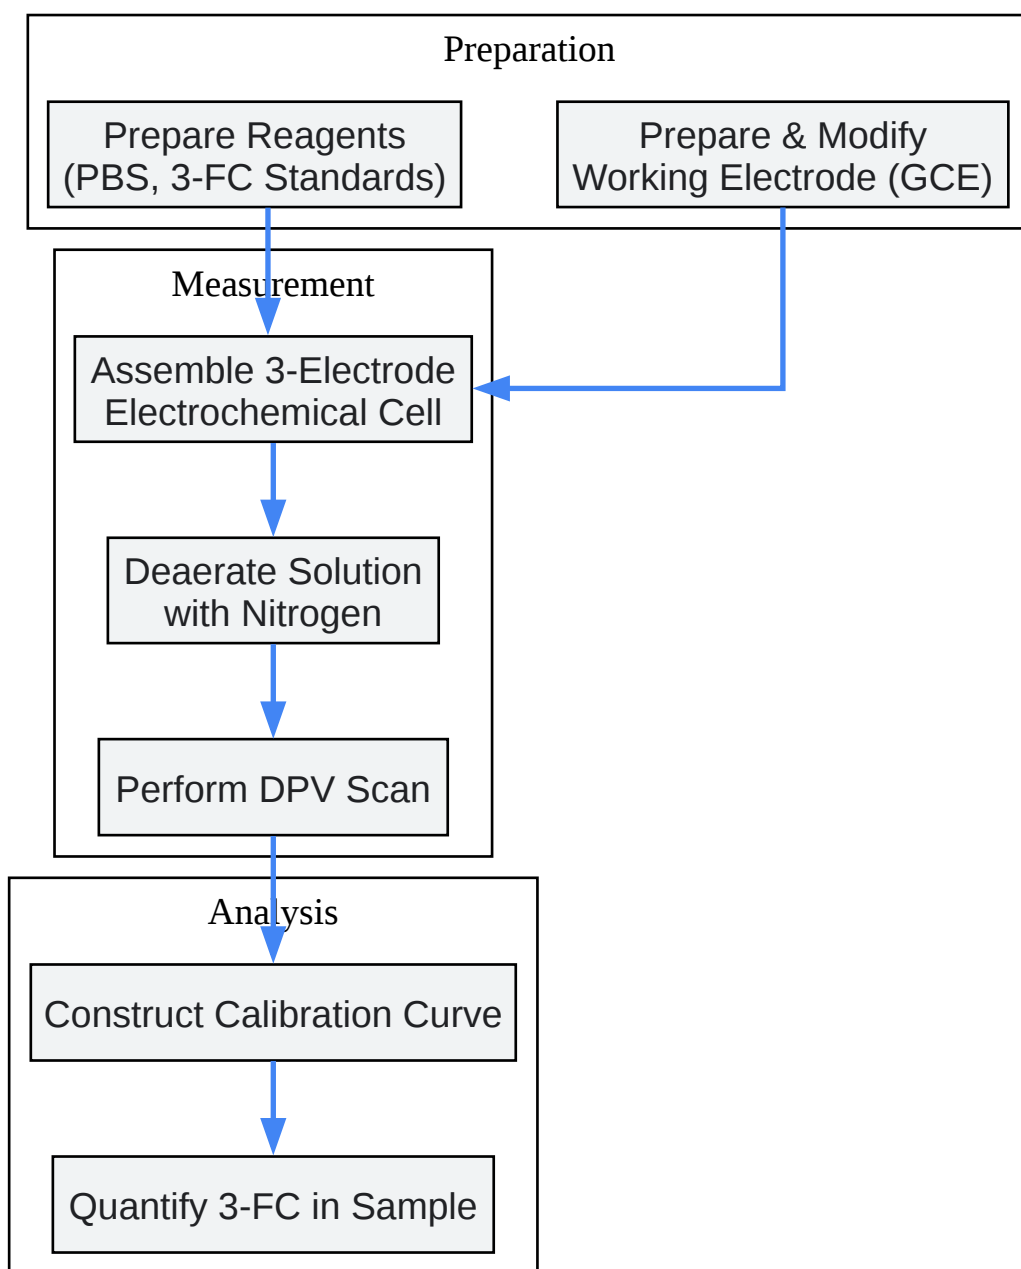 Preparation
Prepare Reagents
(PBS, 3-FC Standards)
Prepare & Modify
Working Electrode (GCE)
Measurement
Assemble 3-Electrode
Electrochemical Cell
Deaerate Solution
with Nitrogen
Perform DPV Scan
Analysis
Construct Calibration Curve
Quantify 3-FC in Sample